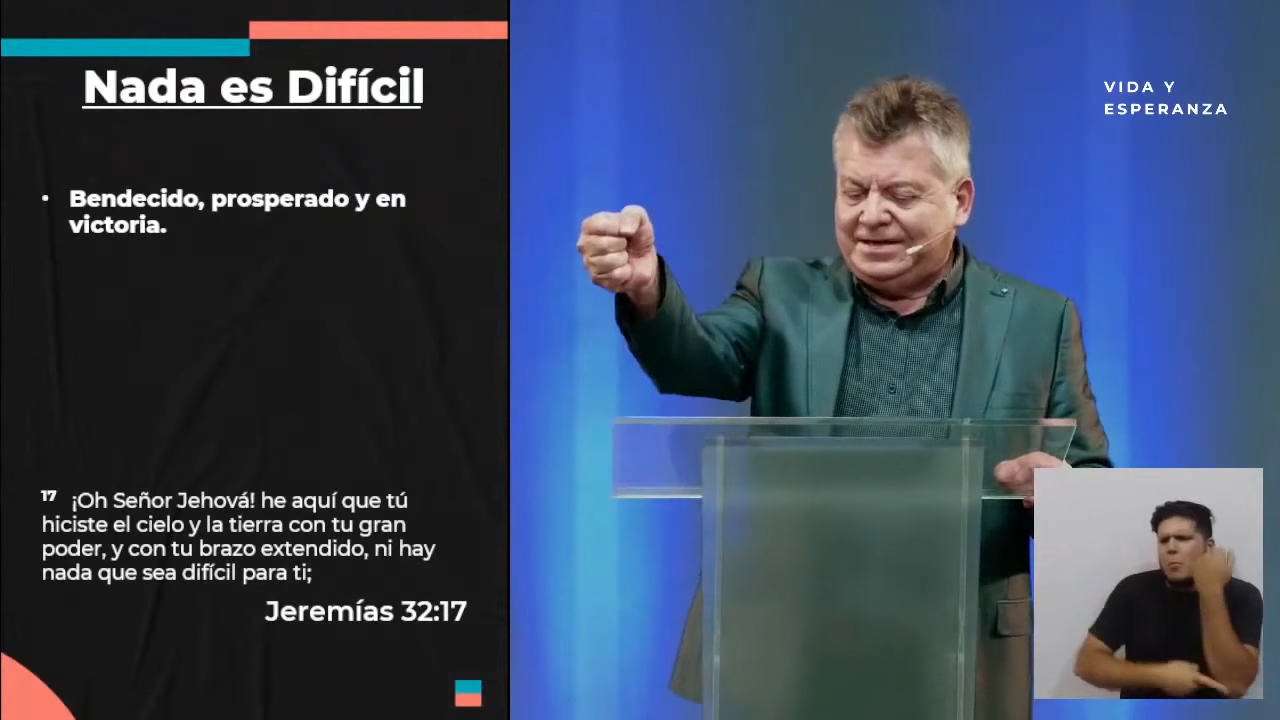 Nada es Difícil
• Bendecido, prosperado y en
victoria.
17 ¡Oh Señor Jehová! he aquí que tú
hiciste el cielo y la tierra con tu gran
poder, y con tu brazo extendido, ni hay
nada que sea difícil para ti;
Jeremías 32:17
VIDA Y
ESPERANZA